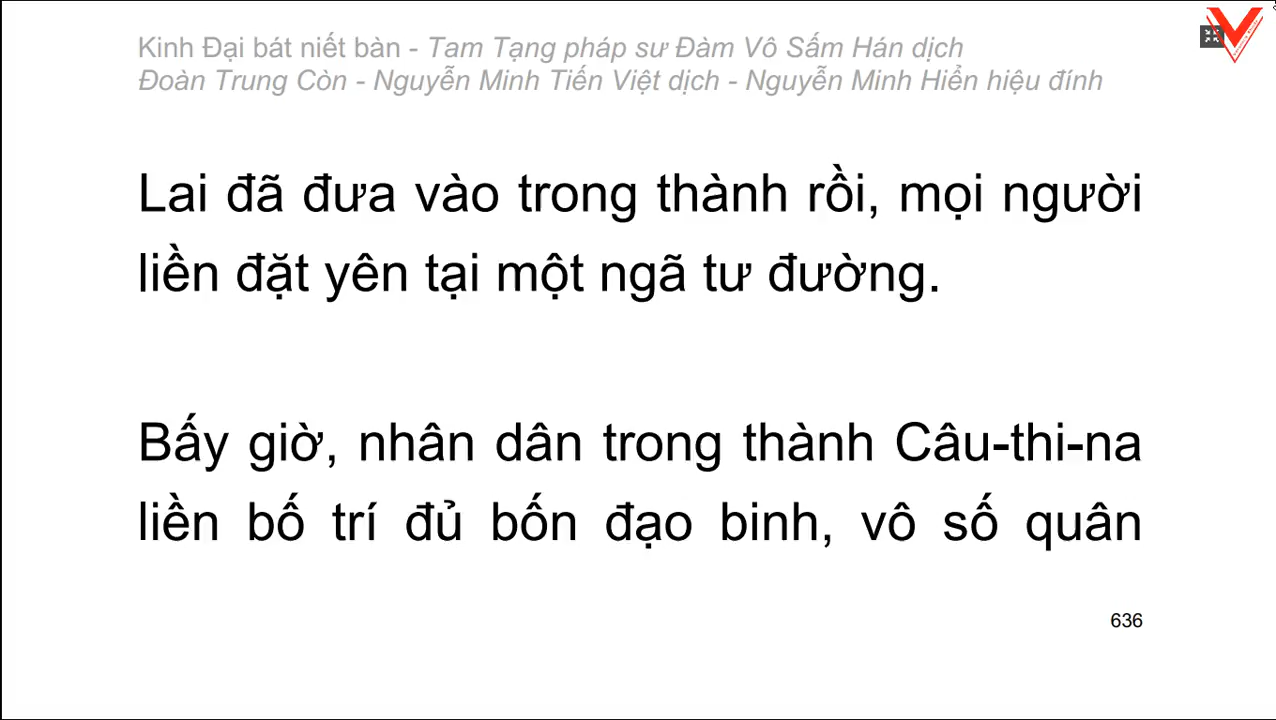 Kinh Đại bát niết bàn - Tam Tạng pháp sư Đàm Vô Sấm Hán dịch
Đoàn Trung Còn - Nguyễn Minh Tiến Việt dịch - Nguyễn Minh Hiển hiệu đính
Lai đã đưa vào trong thành rồi, mọi người
liền đặt yên tại một ngã tư đường.
Bấy giờ, nhân dân trong thành Câu-thi-na
liền bố trí đủ bốn đạo binh, vô số quân
636